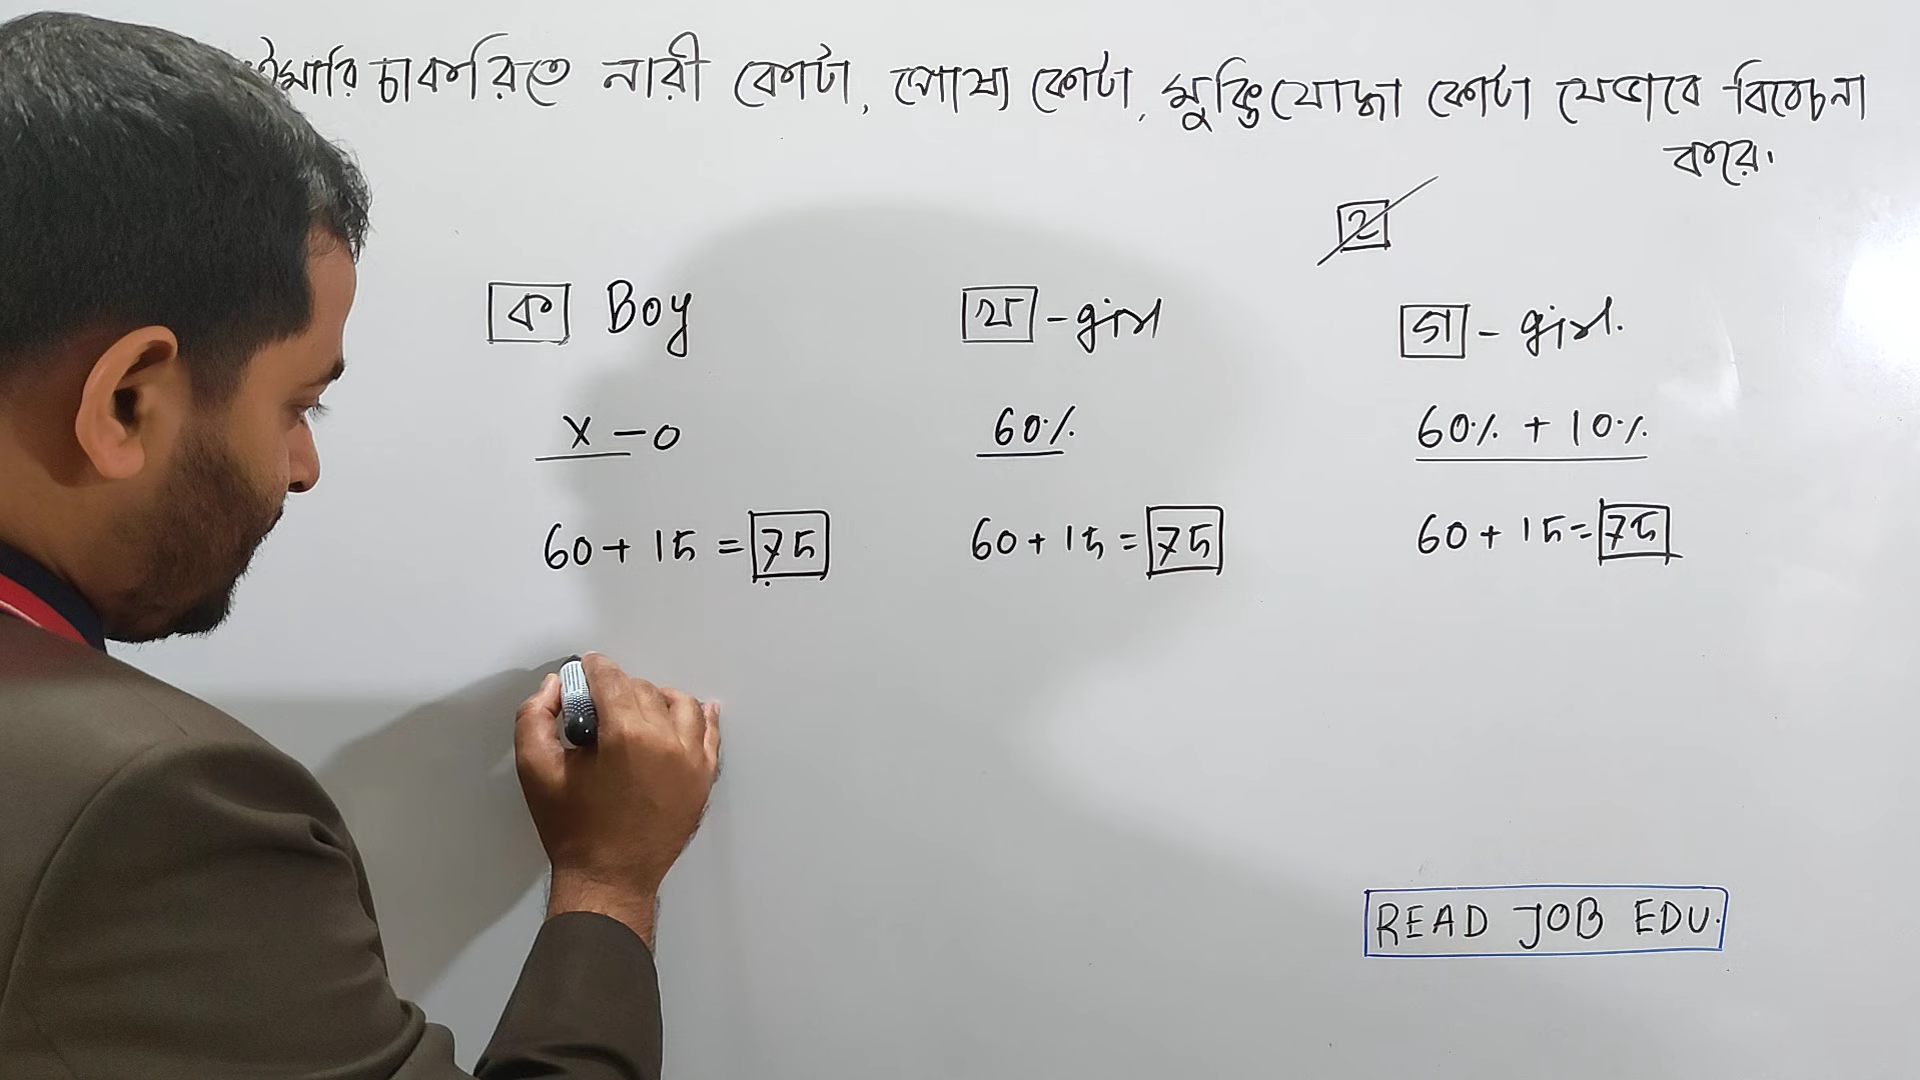 চাকরিতে নারী কোটা, পোষ্য কোটা, মুক্তিযোদ্ধা কোটা যেভাবে বিবেচনা
করে।
2
ক Boy
খ - girl
গ - girl.
X - 0
60%
60% + 10%
60 + 15 = 75
60 + 15 = 75
60 + 15 = 75
READ JOB EDU.